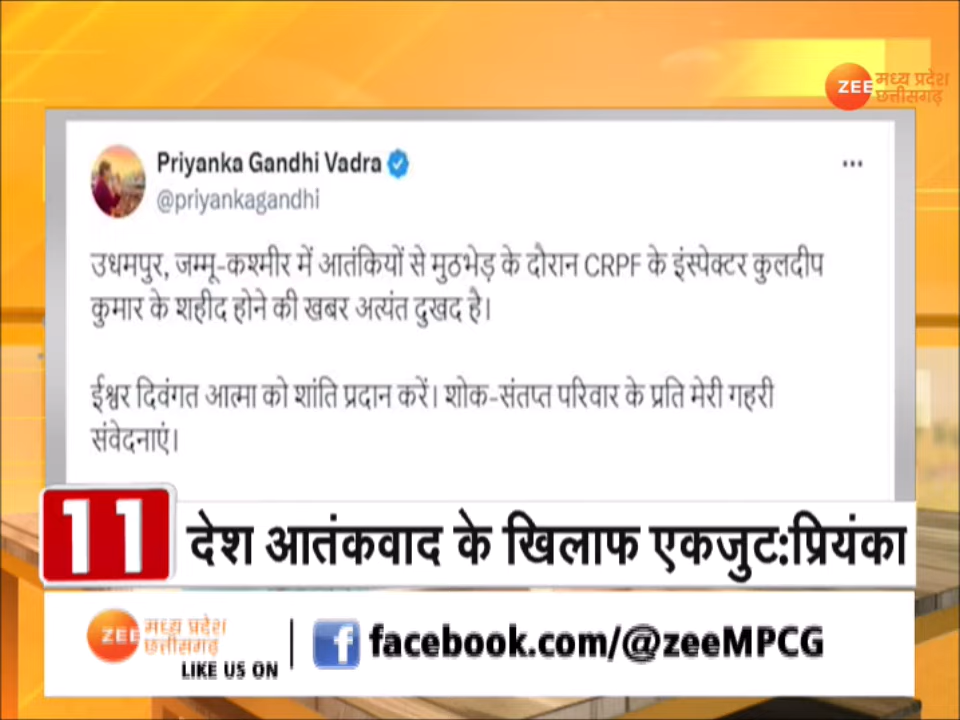 ZEE मध्य प्रदेश
छत्तीसगढ़
Priyanka Gandhi Vadra
@priyankagandhi
उधमपुर, जम्मू-कश्मीर में आतंकियों से मुठभेड़ के दौरान CRPF के इंस्पेक्टर कुलदीप
कुमार के शहीद होने की खबर अत्यंत दुखद है।
ईश्वर दिवंगत आत्मा को शांति प्रदान करें। शोक-संतप्त परिवार के प्रति मेरी गहरी
संवेदनाएं।
11 देश आतंकवाद के खिलाफ एकजुट:प्रियंका
ZEE मध्य प्रदेश
छत्तीसगढ़
LIKE US ON
facebook.com/@zeeMPCG